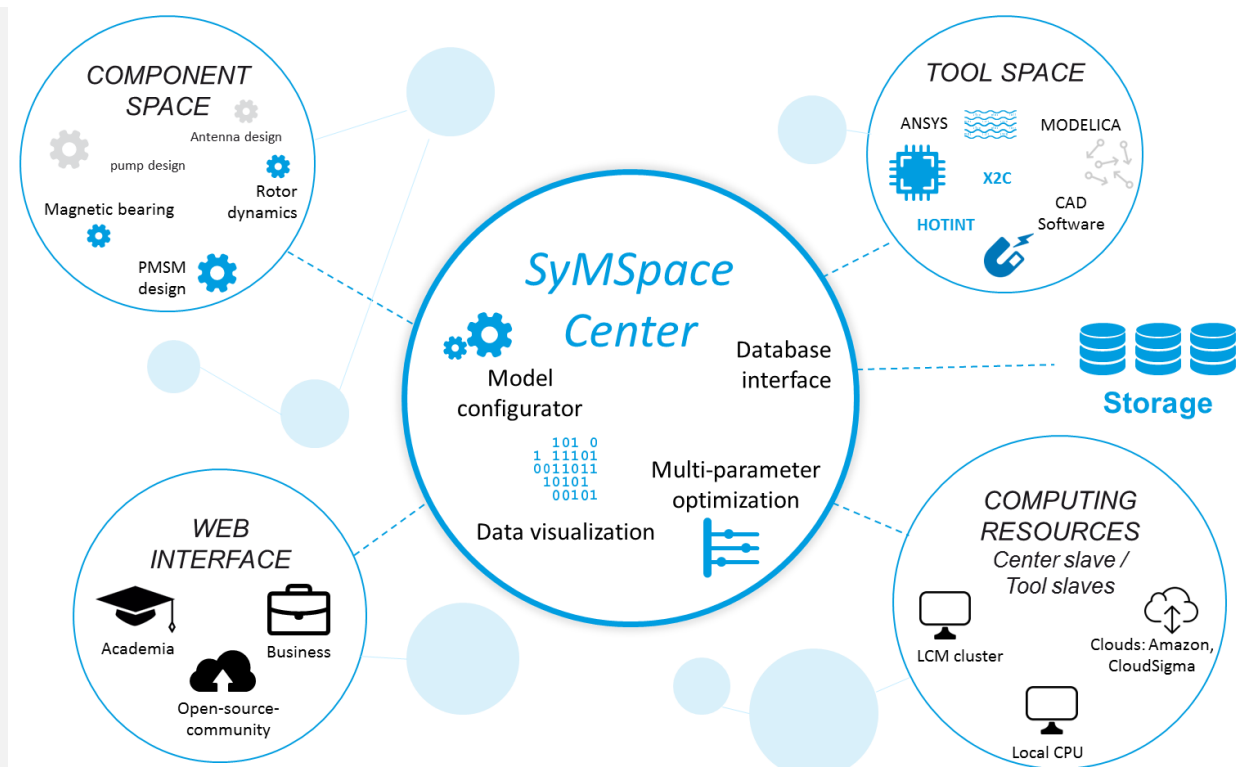 COMPONENT
SPACE
Antenna design
pump design
Rotor
dynamics
Magnetic bearing
PMSM
design
TOOL SPACE
ANSYS
MODELICA
X2C
CAD
Software
HOTINT
SyMSpace
Center
Model
configurator
Database
interface
101 0
1 11101
0011011
10101
00101
Multi-parameter
optimization
Data visualization
Storage
WEB
INTERFACE
Academia
Business
Open-source-
community
COMPUTING
RESOURCES
Center slave /
Tool slaves
LCM cluster
Clouds: Amazon,
CloudSigma
Local CPU